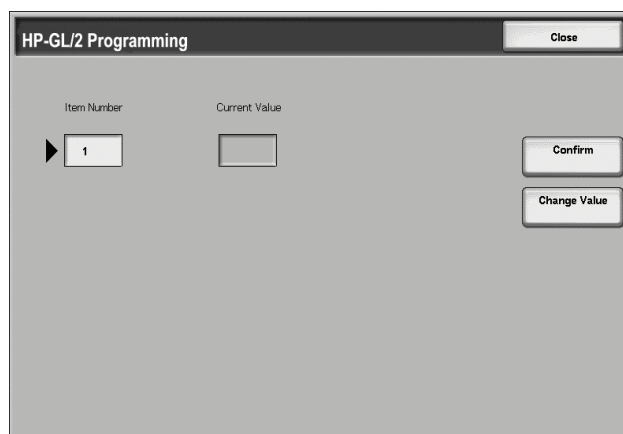 HP-GL/2 Programming
Close
Item Number
Current Value
1
Confirm
Change Value